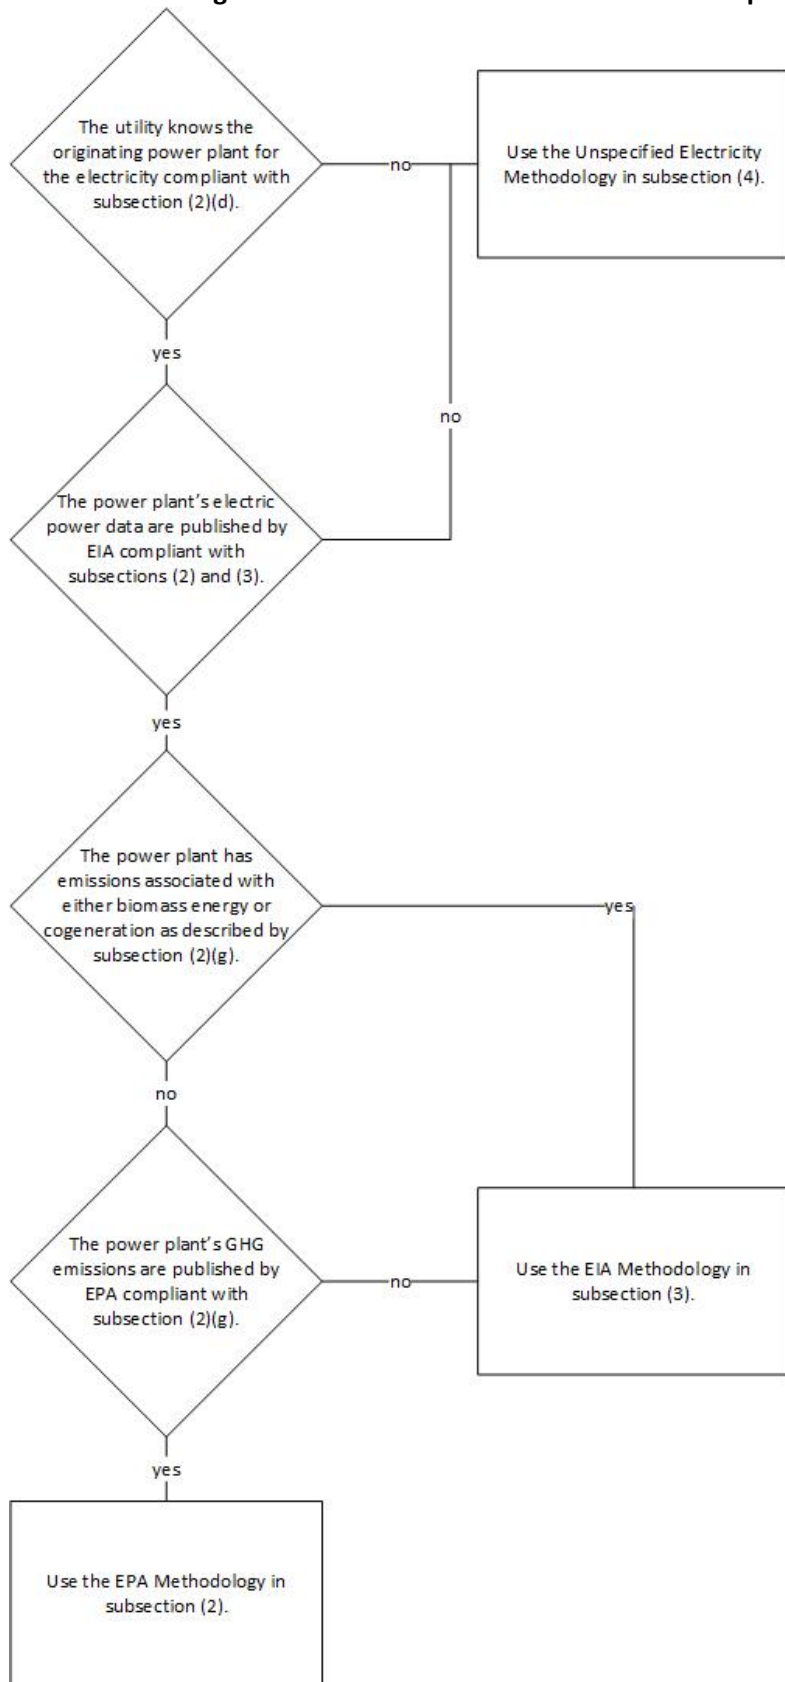 The utility knows the
originating power plant for
the electricity compliant with
subsection (2)(d).
no
Use the Unspecified Electricity
Methodology in subsection (4).
yes
no
The power plant's electric
power data are published by
EIA compliant with
subsections (2) and (3).
yes
The power plant has
emissions associated with
either biomass energy or
cogeneration as described by
subsection (2)(g).
yes
no
The power plant's GHG
emissions are published by
EPA compliant with
subsection (2)(g).
no
Use the EIA Methodology in
subsection (3).
yes
Use the EPA Methodology in
subsection (2).